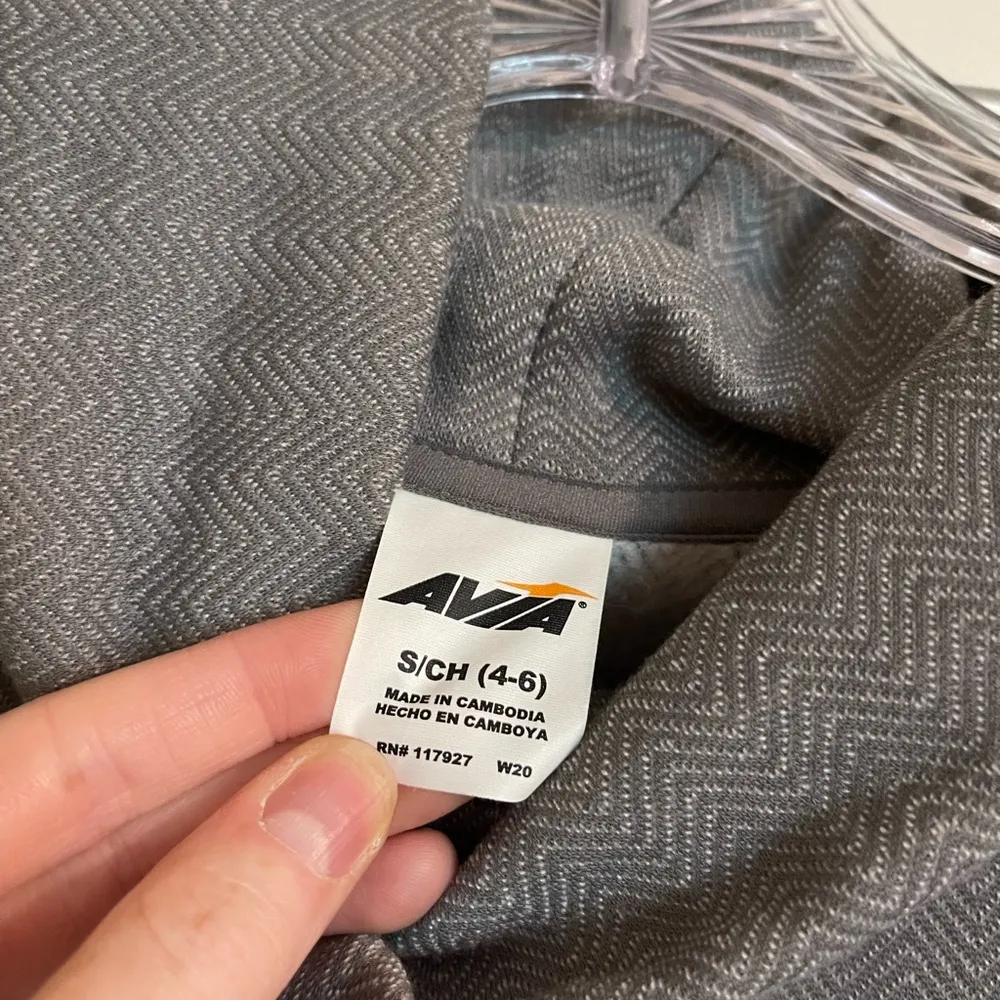 AVIA®
S/CH (4-6)
MADE IN CAMBODIA
HECHO EN CAMBOYA
RN# 117927 W20